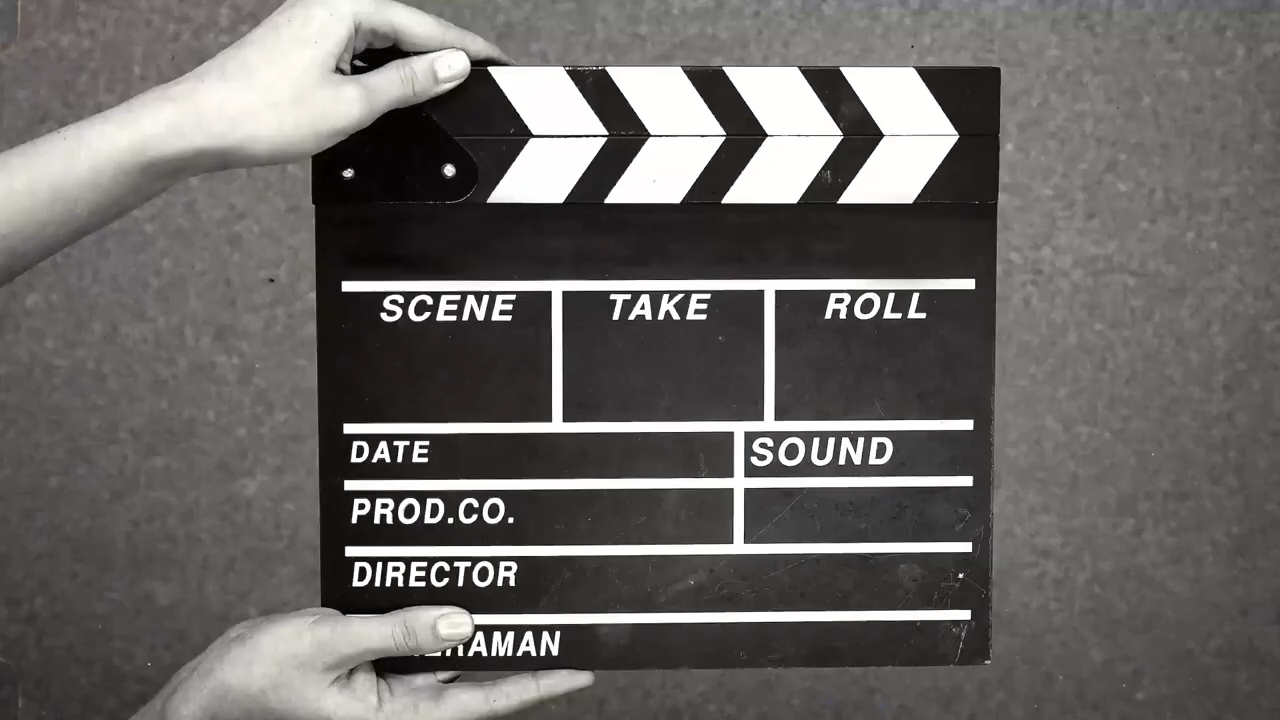 SCENE TAKE ROLL
DATE SOUND
PROD.CO.
DIRECTOR